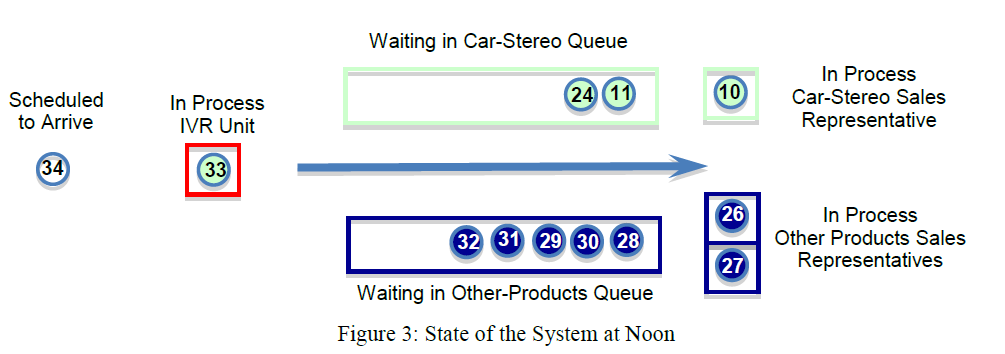 Waiting in Car-Stereo Queue
24 11
10
In Process
Car-Stereo Sales
Representative
Scheduled
to Arrive
34
In Process
IVR Unit
33
32 31 29 30 28
26
27
In Process
Other Products Sales
Representatives
Waiting in Other-Products Queue
Figure 3: State of the System at Noon